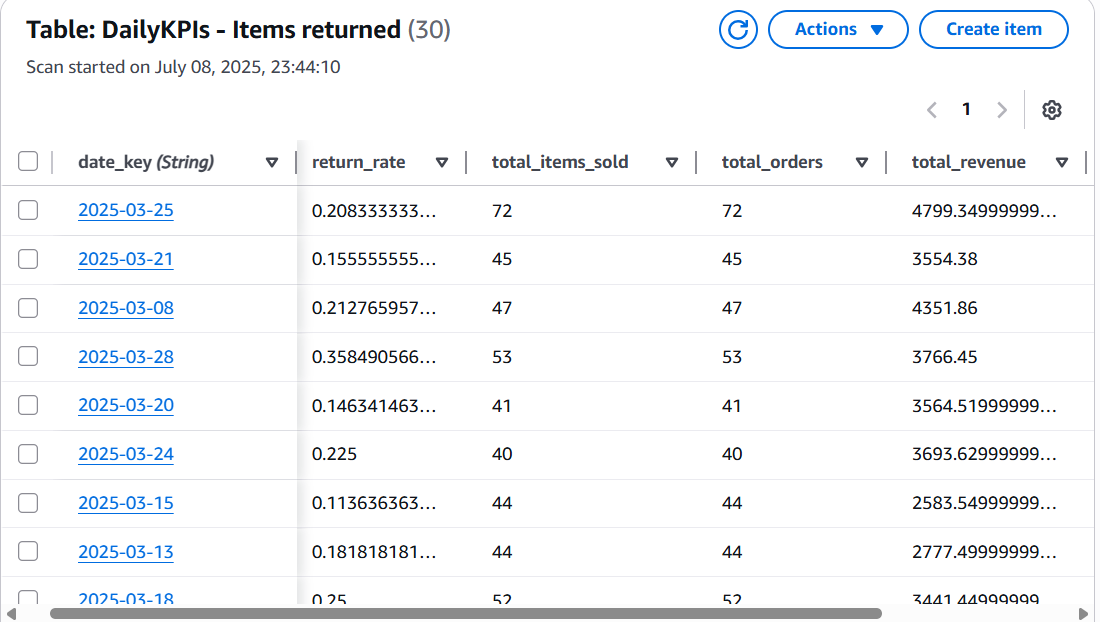 Table: DailyKPIs - Items returned (30)
Actions
Create item
Scan started on July 08, 2025, 23:44:10
1
date_key (String) return_rate total_items_sold total_orders total_revenue
2025-03-25 0.208333333... 72 72 4799.34999999...
2025-03-21 0.155555555... 45 45 3554.38
2025-03-08 0.212765957... 47 47 4351.86
2025-03-28 0.358490566... 53 53 3766.45
2025-03-20 0.146341463... 41 41 3564.51999999...
2025-03-24 0.225 40 40 3693.62999999...
2025-03-15 0.113636363... 44 44 2583.54999999...
2025-03-13 0.181818181... 44 44 2777.49999999...
2025-03-18 0.25 52 52 3441.44999999...